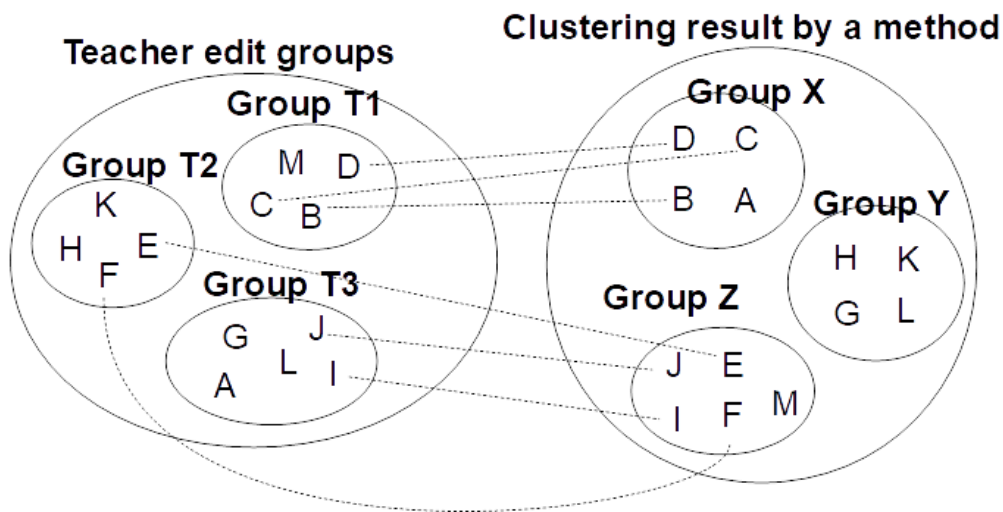 Teacher edit groups
Group T1
M D
C B
Group T2
K
H E
F
Group T3
G J
L
A I
Clustering result by a method
Group X
D C
B A
Group Y
H K
G L
Group Z
J E
I F M